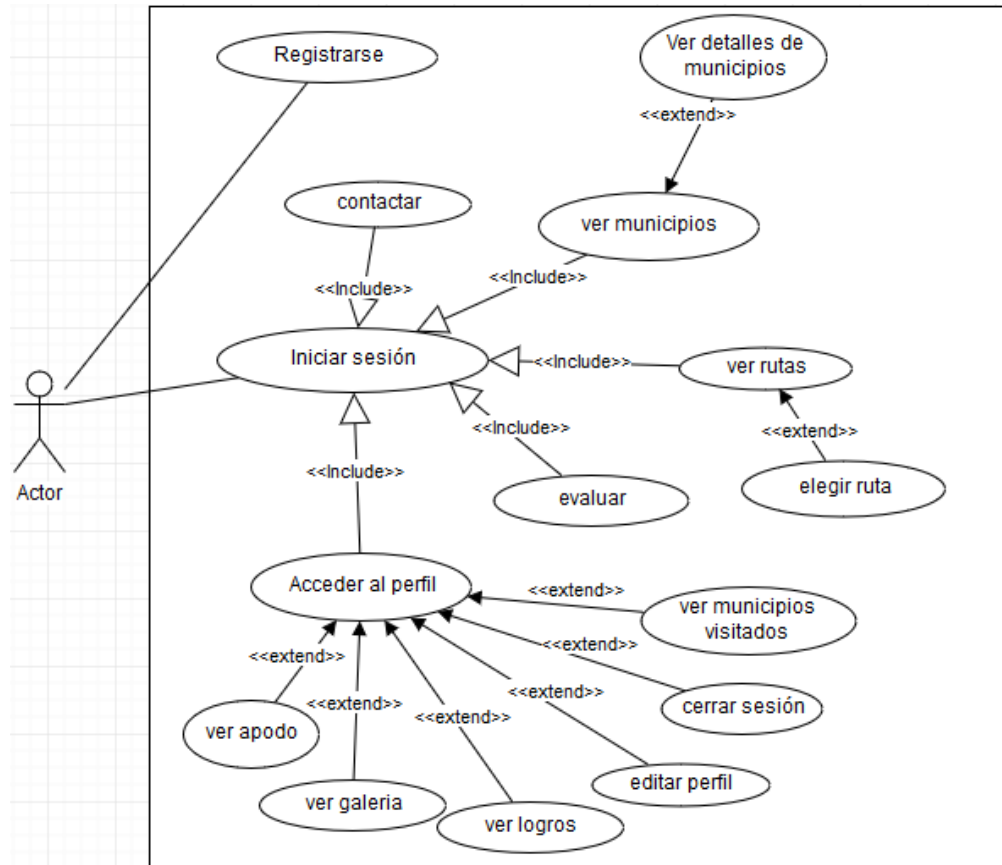 Registrarse
Ver detalles de
municipios
<<extend>>
contactar
ver municipios
<<Include>>
<<Include>>
Iniciar sesión
<<Include>>
ver rutas
<<extend>>
<<Include>>
<<Include>>
elegir ruta
evaluar
Actor
Acceder al perfil
<<extend>>
ver municipios
visitados
<<extend>>
<<extend>>
<<extend>>
<<extend>>
<<extend>>
cerrar sesión
ver apodo
editar perfil
ver galeria
ver logros